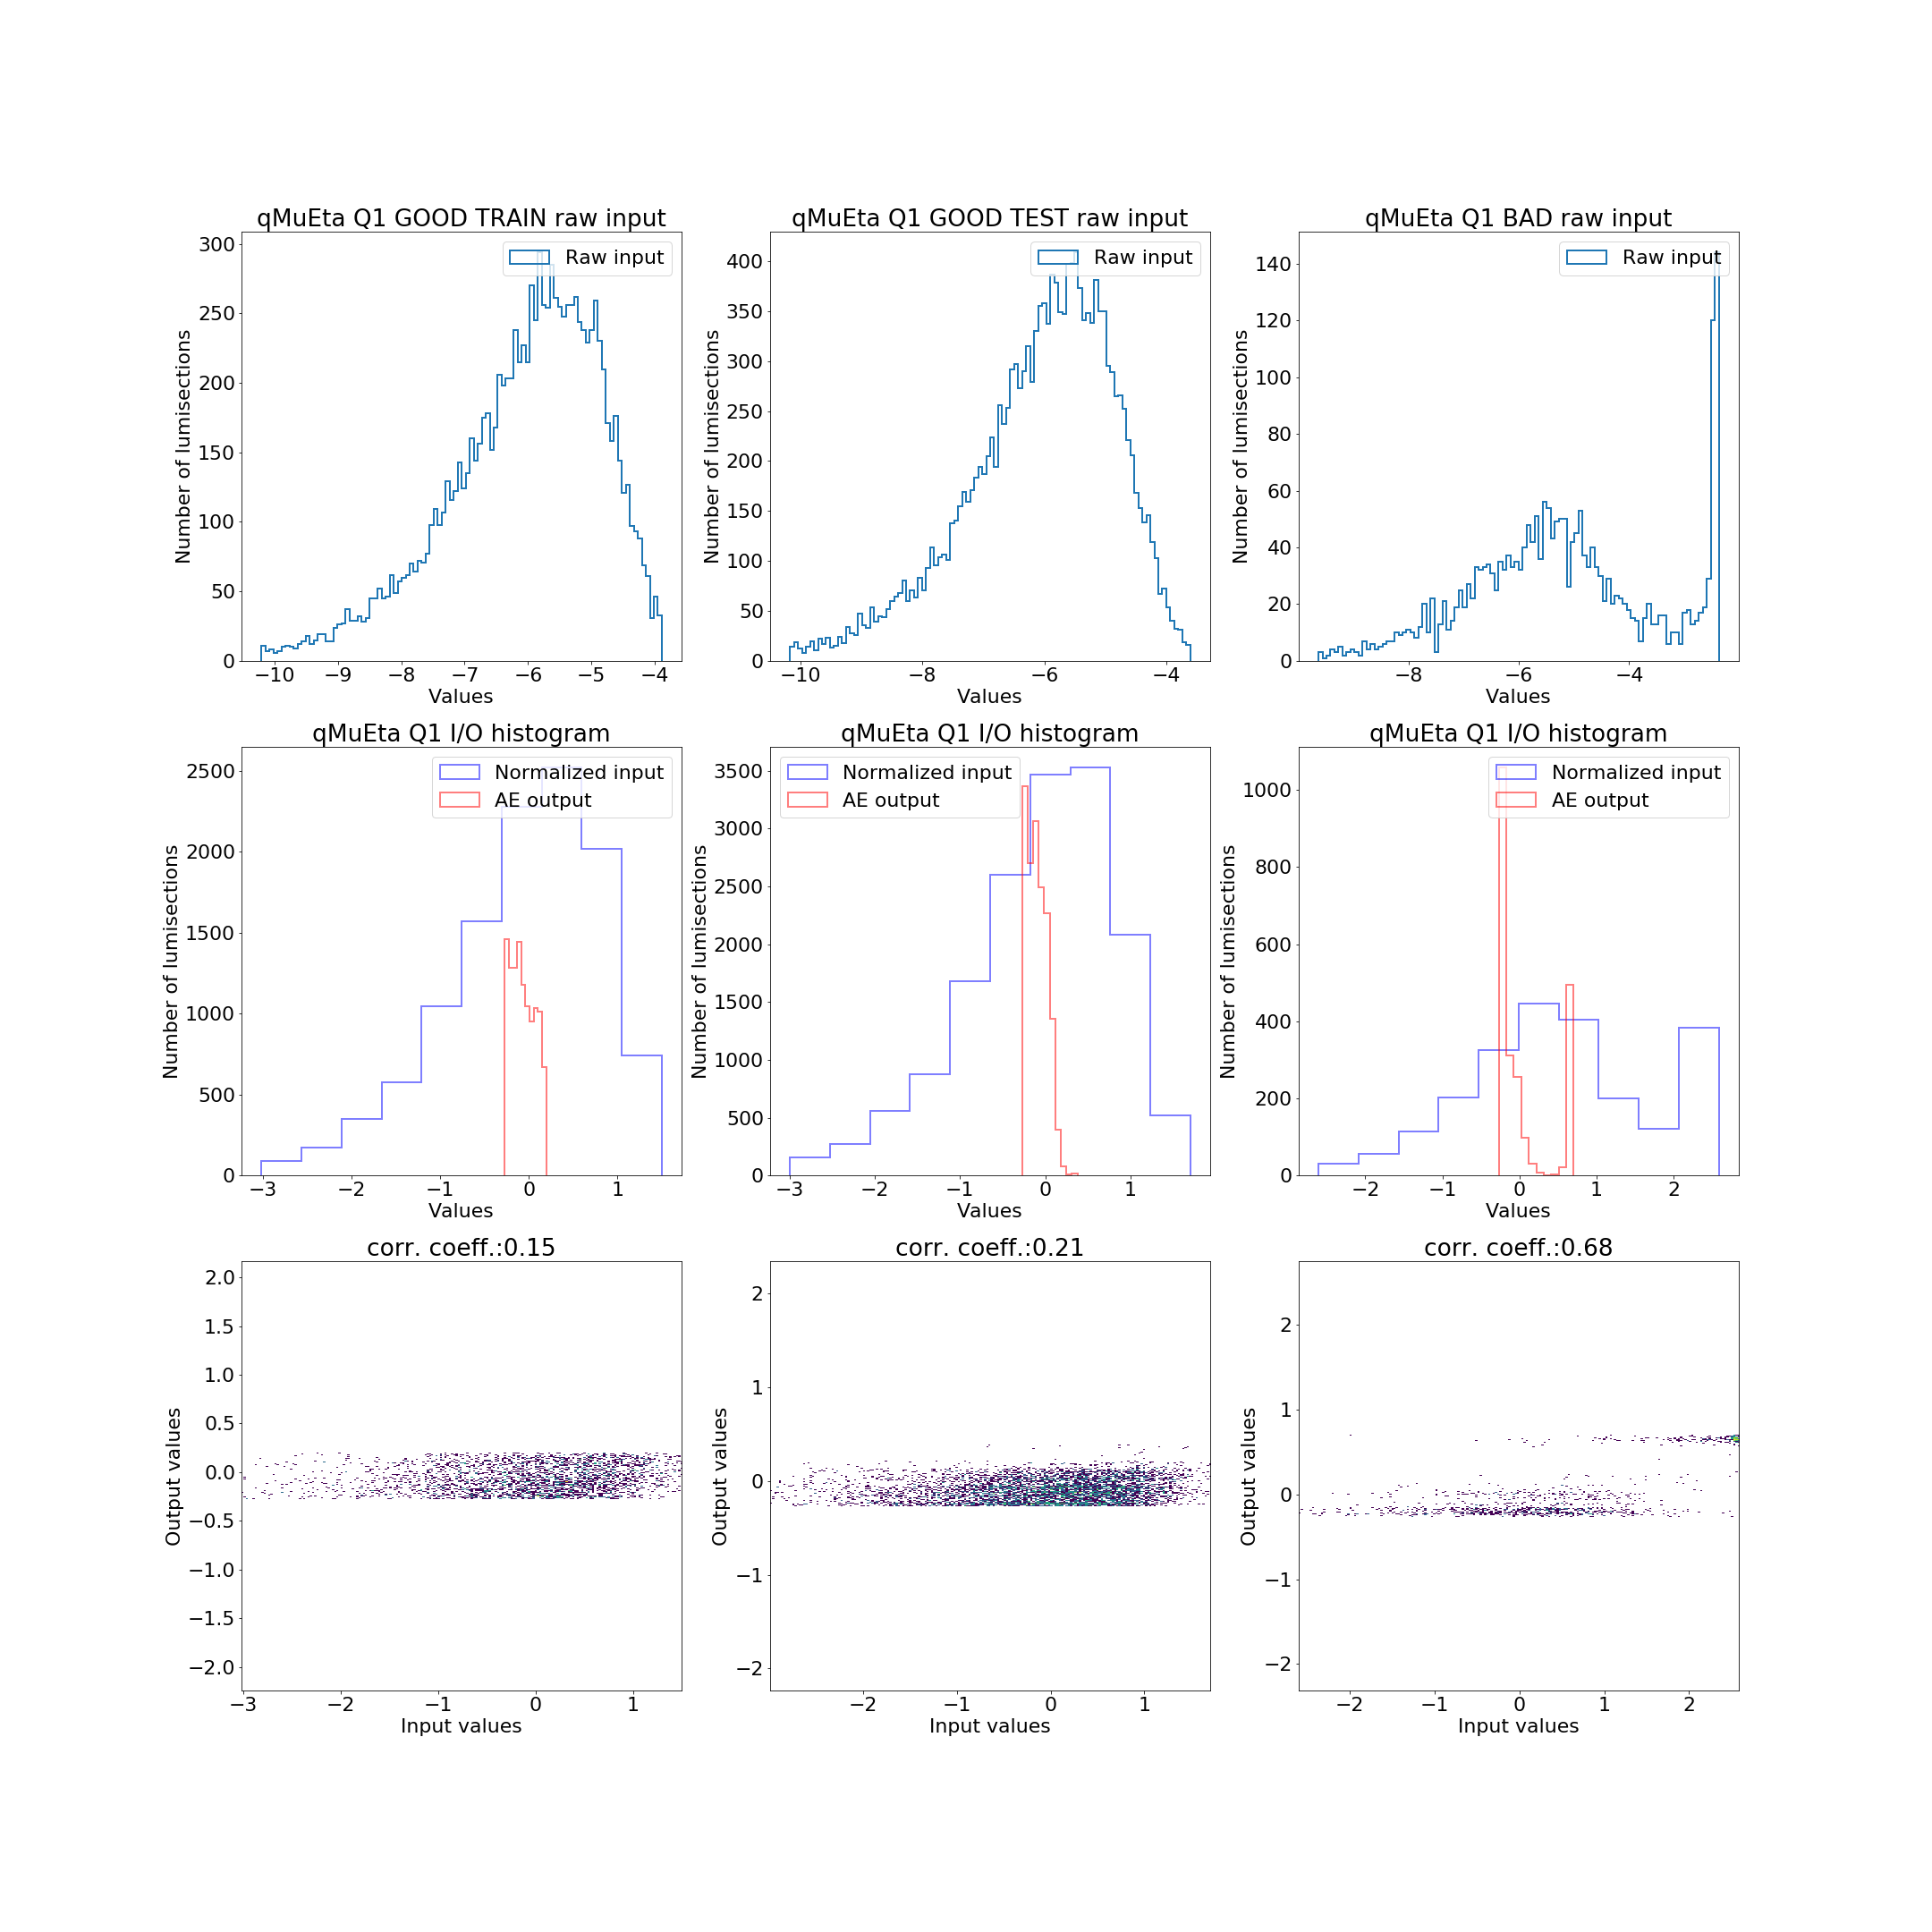 qMuEta Q1 GOOD TRAIN raw input
qMuEta Q1 GOOD TEST raw input
qMuEta Q1 BAD raw input
Number of lumisections
300
250
200
150
100
50
0
Raw input
−10
−9
−8
−7
−6
−5
−4
Values
Number of lumisections
400
350
300
250
200
150
100
50
0
Raw input
−10
−8
−6
−4
Values
Number of lumisections
140
120
100
80
60
40
20
0
Raw input
−8
−6
−4
Values
qMuEta Q1 I/O histogram
qMuEta Q1 I/O histogram
qMuEta Q1 I/O histogram
Number of lumisections
2500
2000
1500
1000
500
0
Normalized input
AE output
−3
−2
−1
0
1
Values
Number of lumisections
3500
3000
2500
2000
1500
1000
500
0
Normalized input
AE output
−3
−2
−1
0
1
Values
Number of lumisections
1000
800
600
400
200
0
Normalized input
AE output
−2
−1
0
1
2
Values
corr. coeff.:0.15
corr. coeff.:0.21
corr. coeff.:0.68
Output values
2.0
1.5
1.0
0.5
0.0
−0.5
−1.0
−1.5
−2.0
−3
−2
−1
0
1
Input values
Output values
2
1
0
−1
−2
−2
−1
0
1
Input values
Output values
2
1
0
−1
−2
−2
−1
0
1
2
Input values